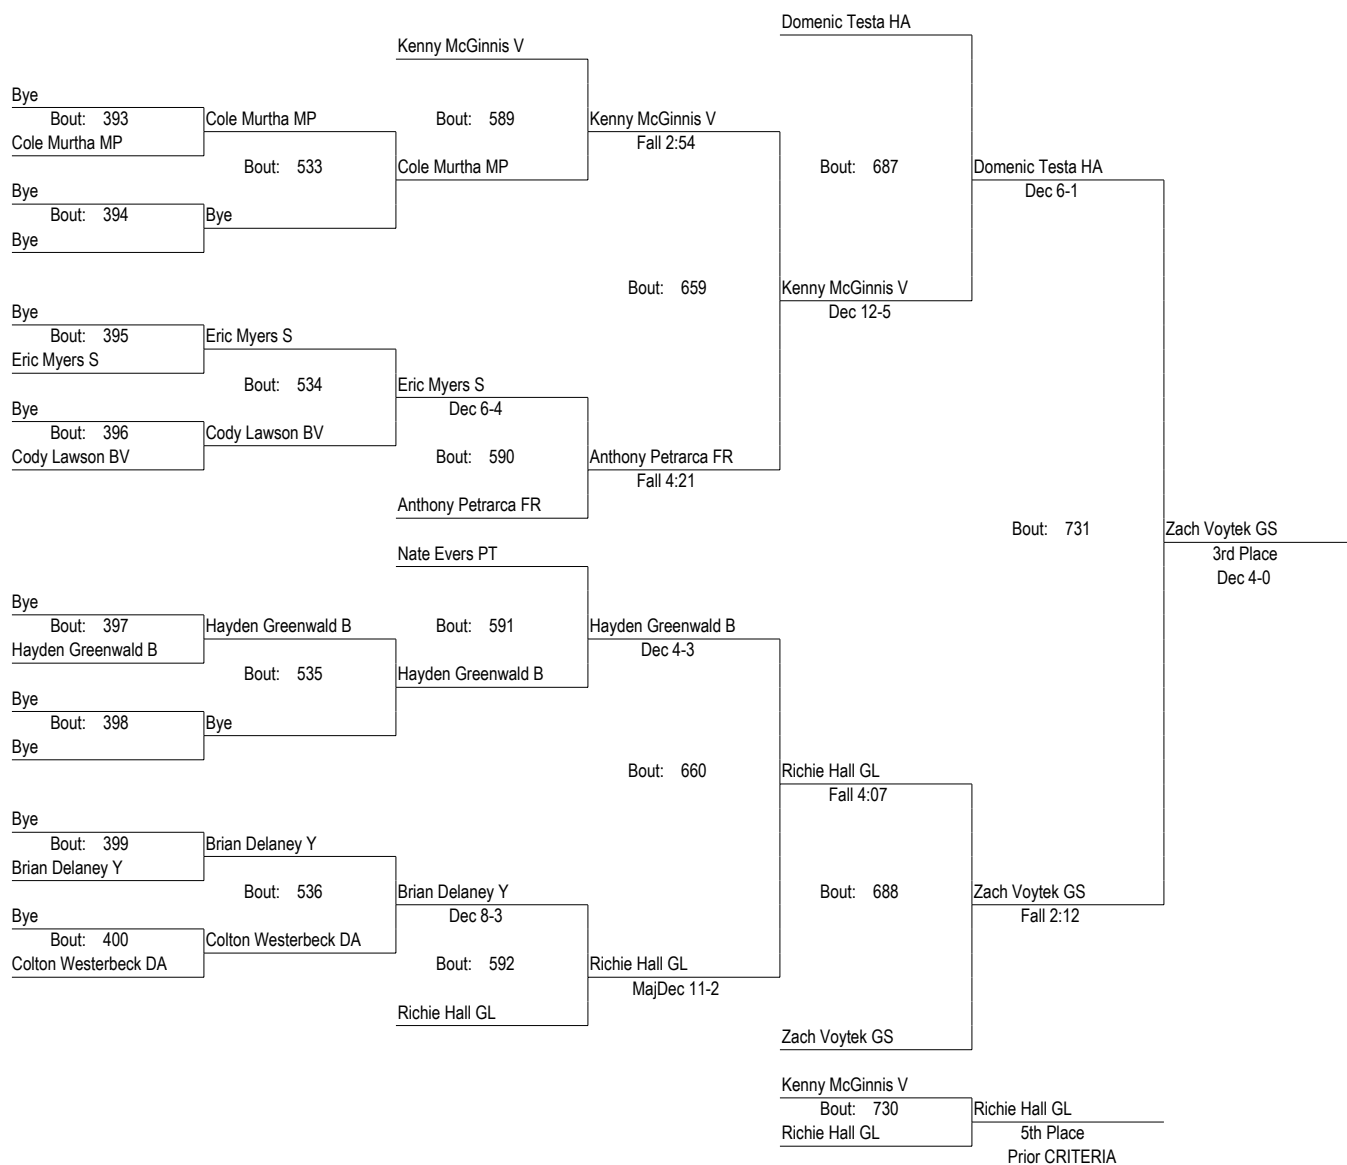 Domenic Testa HA
Kenny McGinnis V
Bye
Bout: 393
Cole Murtha MP
Cole Murtha MP
Bout: 589
Kenny McGinnis V
Fall 2:54
Bout: 533
Cole Murtha MP
Bout: 687
Domenic Testa HA
Dec 6-1
Bye
Bout: 394
Bye
Bye
Bout: 659
Kenny McGinnis V
Dec 12-5
Bye
Bout: 395
Eric Myers S
Eric Myers S
Bout: 534
Eric Myers S
Dec 6-4
Bye
Bout: 396
Cody Lawson BV
Cody Lawson BV
Bout: 590
Anthony Petrarca FR
Fall 4:21
Anthony Petrarca FR
Bout: 731
Zach Voytek GS
3rd Place
Dec 4-0
Nate Evers PT
Bye
Bout: 397
Hayden Greenwald B
Hayden Greenwald B
Bout: 591
Hayden Greenwald B
Dec 4-3
Bout: 535
Hayden Greenwald B
Bye
Bout: 398
Bye
Bye
Bout: 660
Richie Hall GL
Fall 4:07
Bye
Bout: 399
Brian Delaney Y
Brian Delaney Y
Bout: 536
Brian Delaney Y
Dec 8-3
Bout: 688
Zach Voytek GS
Fall 2:12
Bye
Bout: 400
Colton Westerbeck DA
Colton Westerbeck DA
Bout: 592
Richie Hall GL
MajDec 11-2
Richie Hall GL
Zach Voytek GS
Kenny McGinnis V
Bout: 730
Richie Hall GL
Richie Hall GL
5th Place
Prior CRITERIA